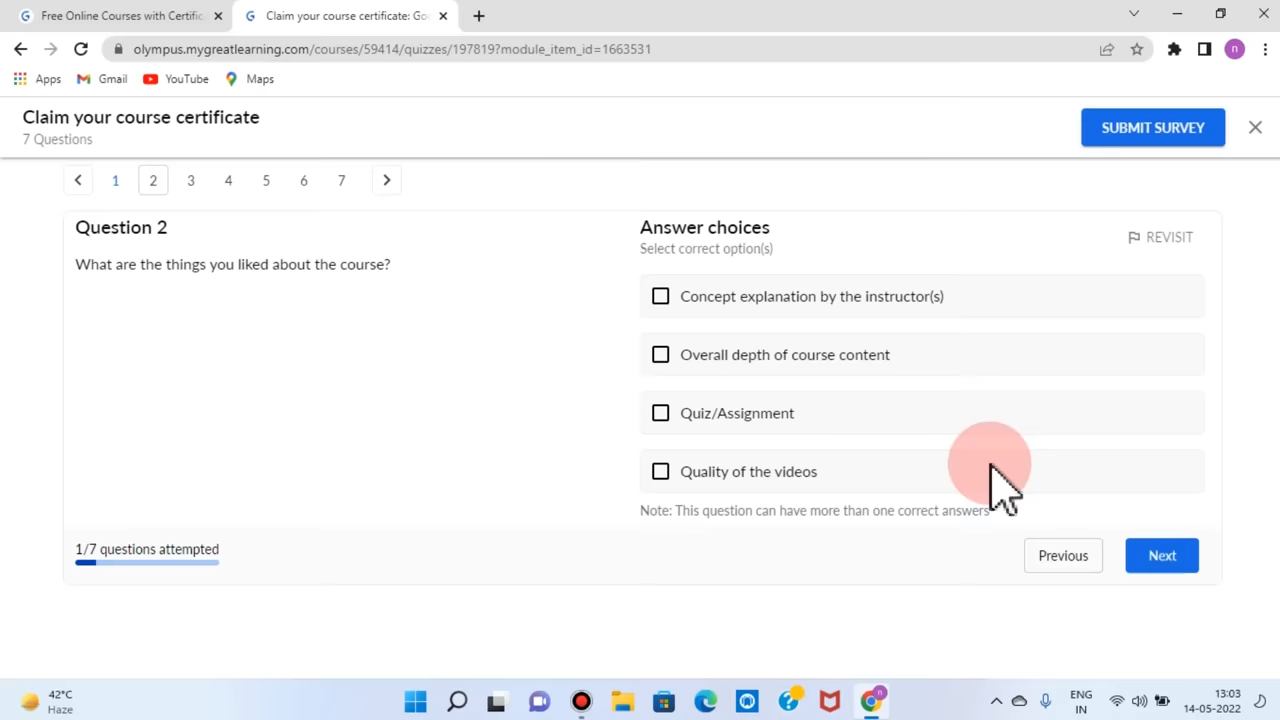 Free Online Courses with Certific
Claim your course certificate: Go
olympus.mygreatlearning.com/courses/59414/quizzes/197819?module_item_id=1663531
n
Apps
Gmail
YouTube
Maps
Claim your course certificate
7 Questions
SUBMIT SURVEY
1
2
3
4
5
6
7
Question 2
What are the things you liked about the course?
Answer choices
Select correct option(s)
REVISIT
Concept explanation by the instructor(s)
Overall depth of course content
Quiz/Assignment
Quality of the videos
Note: This question can have more than one correct answers
1/7 questions attempted
Previous
Next
42°C
Haze
n
ENG
IN
13:03
14-05-2022